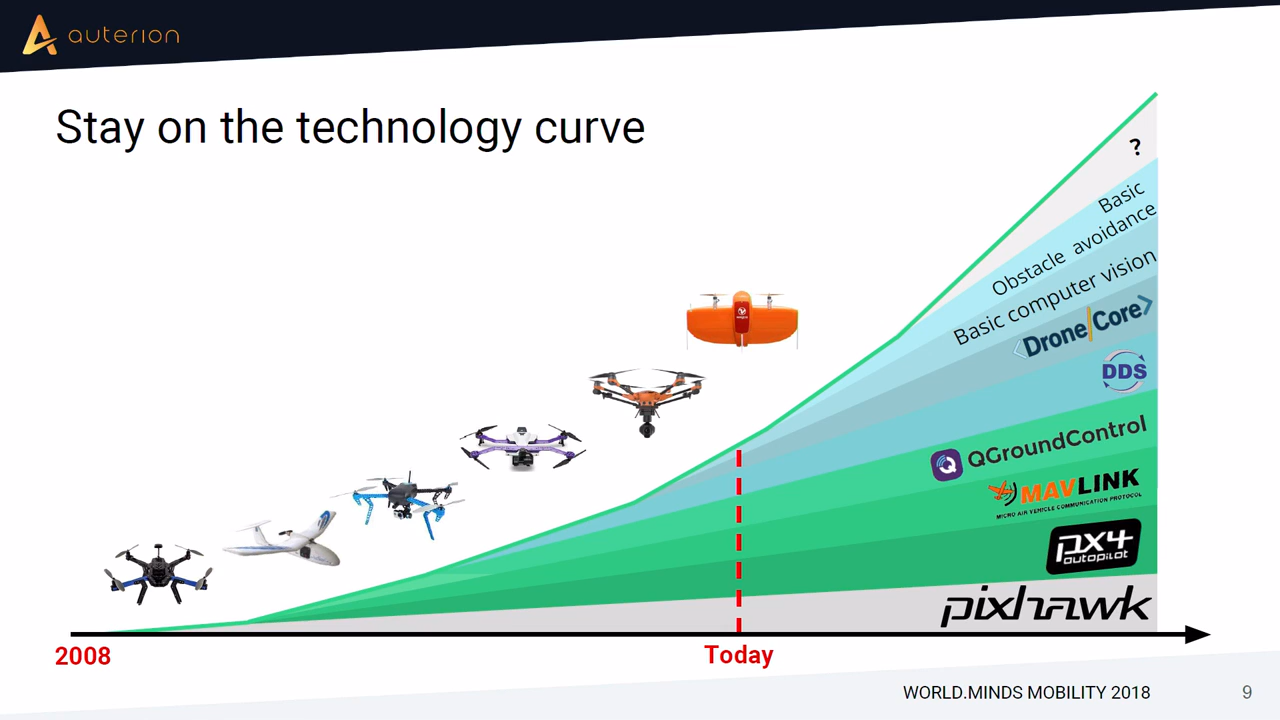 auterion
Stay on the technology curve
?
Basic
Obstacle avoidance
Basic computer vision
<Drone|Core>
DDS
QGroundControl
MAVLINK
MICRO AIR VEHICLE COMMUNICATION PROTOCOL
px4
autopilot
pixhawk
2008
Today
WORLD.MINDS MOBILITY 2018
9